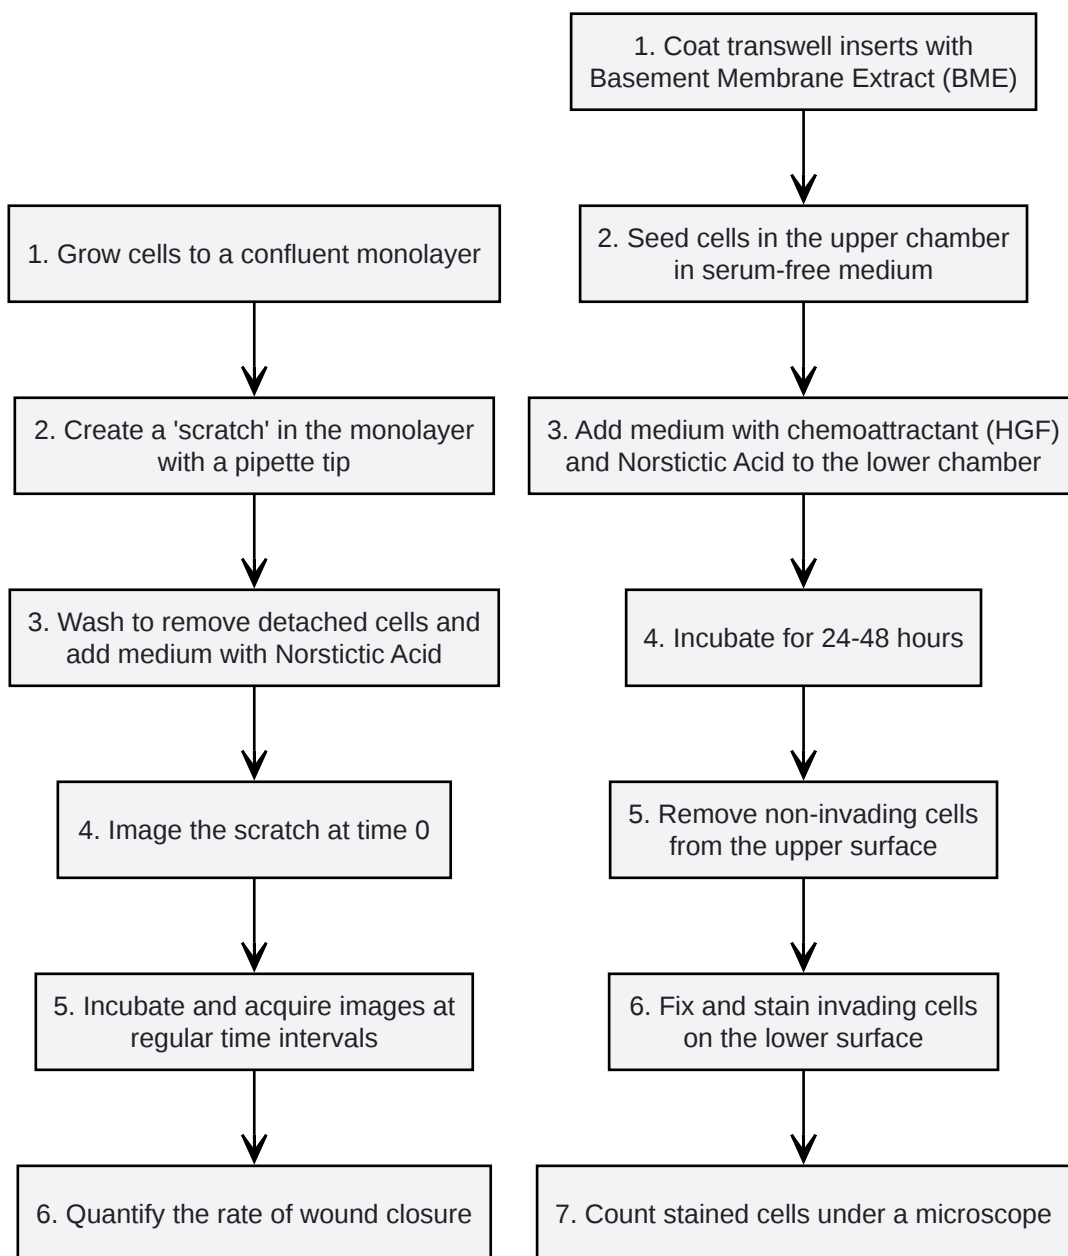 1. Grow cells to a confluent monolayer
2. Create a 'scratch' in the monolayer
with a pipette tip
3. Wash to remove detached cells and
add medium with Norstictic Acid
4. Image the scratch at time 0
5. Incubate and acquire images at
regular time intervals
6. Quantify the rate of wound closure
1. Coat transwell inserts with
Basement Membrane Extract (BME)
2. Seed cells in the upper chamber
in serum-free medium
3. Add medium with chemoattractant (HGF)
and Norstictic Acid to the lower chamber
4. Incubate for 24-48 hours
5. Remove non-invading cells
from the upper surface
6. Fix and stain invading cells
on the lower surface
7. Count stained cells under a microscope